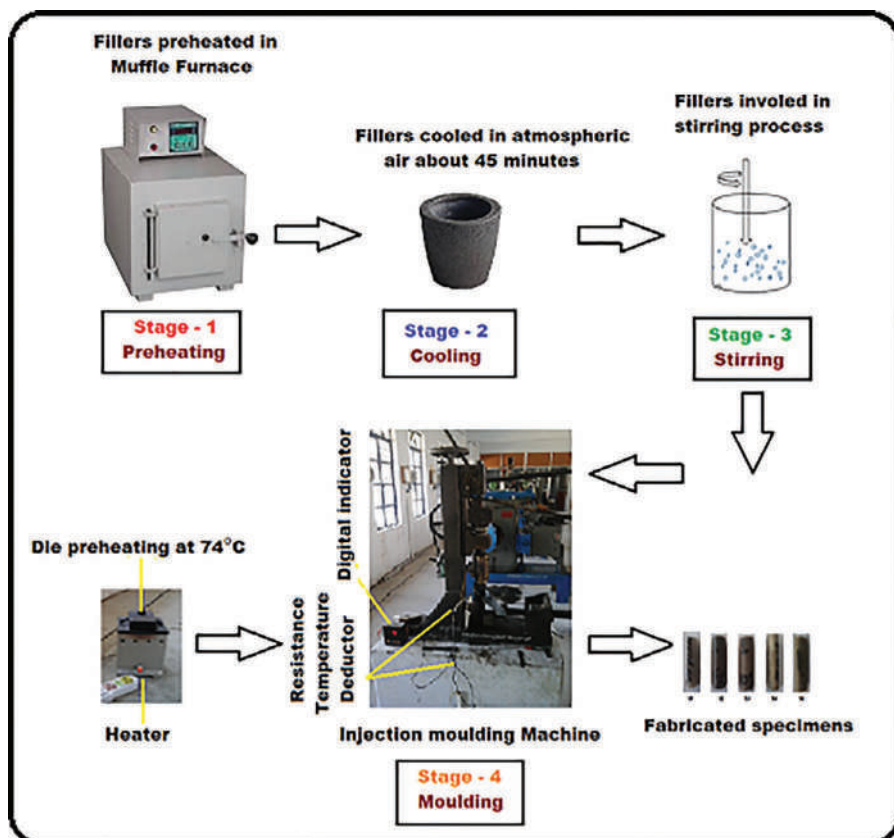 Fillers preheated in
Muffle Furnace
Fillers cooled in atmospheric
air about 45 minutes
Fillers involed in
stirring process
Stage - 1
Preheating
Stage - 2
Cooling
Stage - 3
Stirring
Die preheating at 74°C
Heater
Digital indicator
Resistance
Temperature
Deductor
Injection moulding Machine
Fabricated specimens
Stage - 4
Moulding